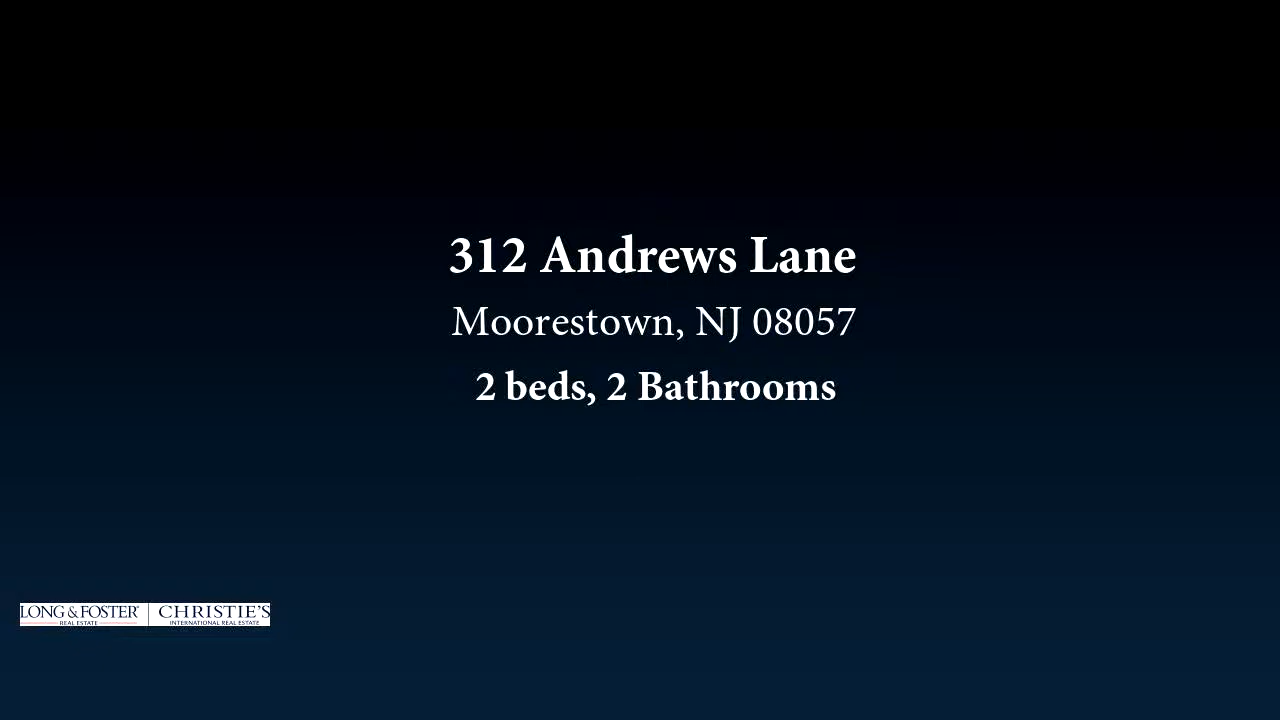 312 Andrews Lane
Moorestown, NJ 08057
2 beds, 2 Bathrooms
LONG & FOSTER® | CHRISTIE'S
REAL ESTATE INTERNATIONAL REAL ESTATE